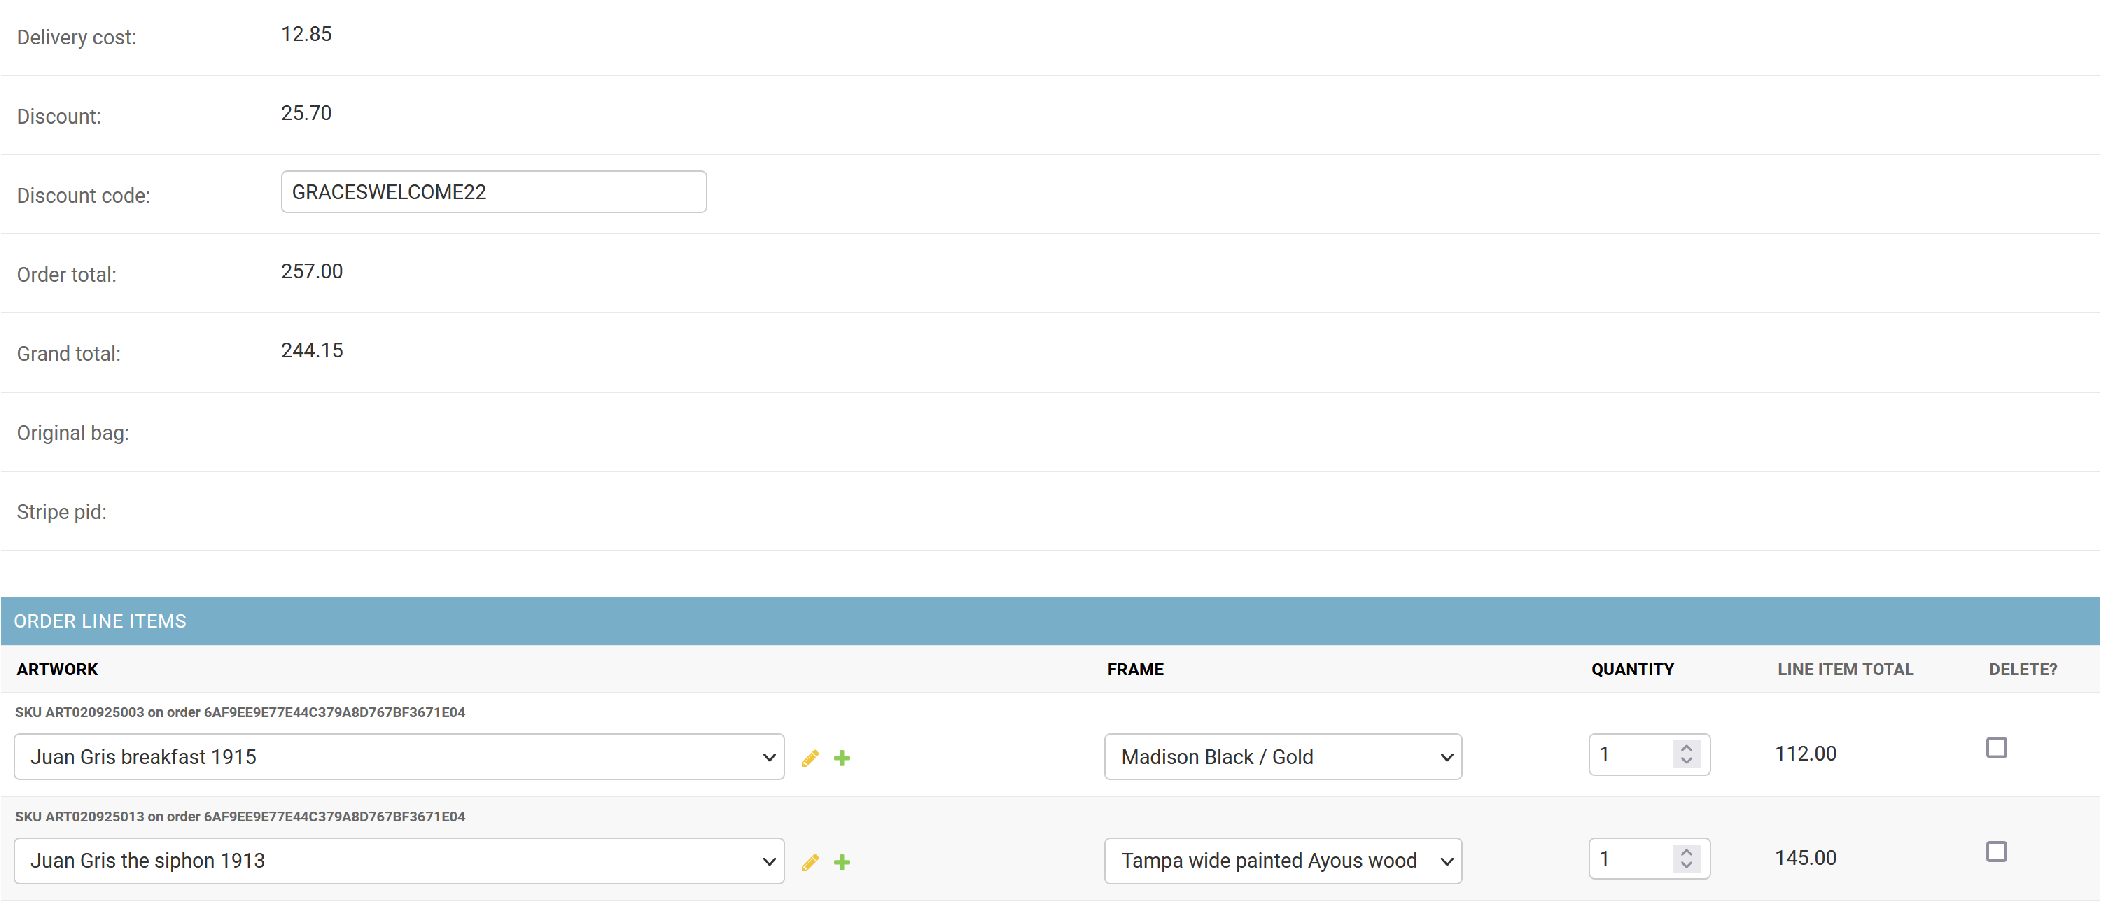 Delivery cost: 12.85
Discount: 25.70
Discount code: GRACESWELCOME22
Order total: 257.00
Grand total: 244.15
Original bag:
Stripe pid:
ORDER LINE ITEMS
ARTWORK FRAME QUANTITY LINE ITEM TOTAL DELETE?
SKU ART020925003 on order 6AF9EE9E77E44C379A8D767BF3671E04
Juan Gris breakfast 1915 Madison Black / Gold 1 112.00
SKU ART020925013 on order 6AF9EE9E77E44C379A8D767BF3671E04
Juan Gris the siphon 1913 Tampa wide painted Ayous wood 1 145.00